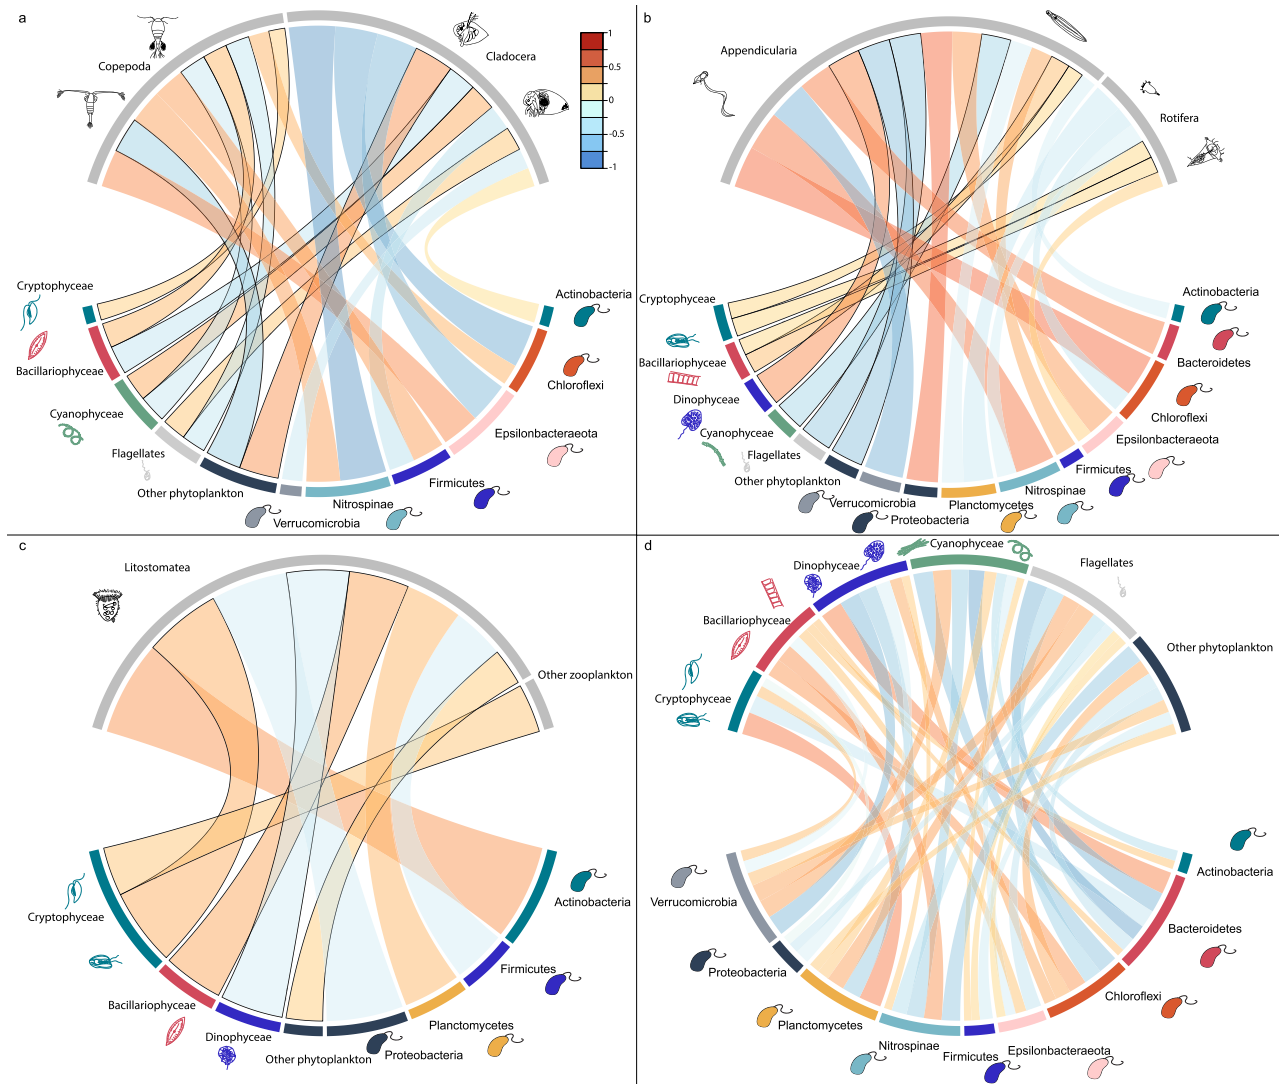 a
Copepoda
Cladocera
1
0.5
0
-0.5
-1
Cryptophyceae
Bacillariophyceae
Cyanophyceae
Flagellates
Other phytoplankton
Verrucomicrobia
Nitrospinae
Firmicutes
Epsilonbacteraeota
Chloroflexi
Actinobacteria
b
Appendicularia
Rotifera
Cryptophyceae
Bacillariophyceae
Dinophyceae
Cyanophyceae
Flagellates
Other phytoplankton
Verrucomicrobia
Proteobacteria
Planctomycetes
Nitrospinae
Firmicutes
Epsilonbacteraeota
Chloroflexi
Bacteroidetes
Actinobacteria
c
Litostomatea
Other zooplankton
Cryptophyceae
Bacillariophyceae
Dinophyceae
Other phytoplankton
Proteobacteria
Planctomycetes
Firmicutes
Actinobacteria
d
Cryptophyceae
Bacillariophyceae
Dinophyceae
Cyanophyceae
Flagellates
Other phytoplankton
Verrucomicrobia
Proteobacteria
Planctomycetes
Nitrospinae
Firmicutes
Epsilonbacteraeota
Chloroflexi
Bacteroidetes
Actinobacteria